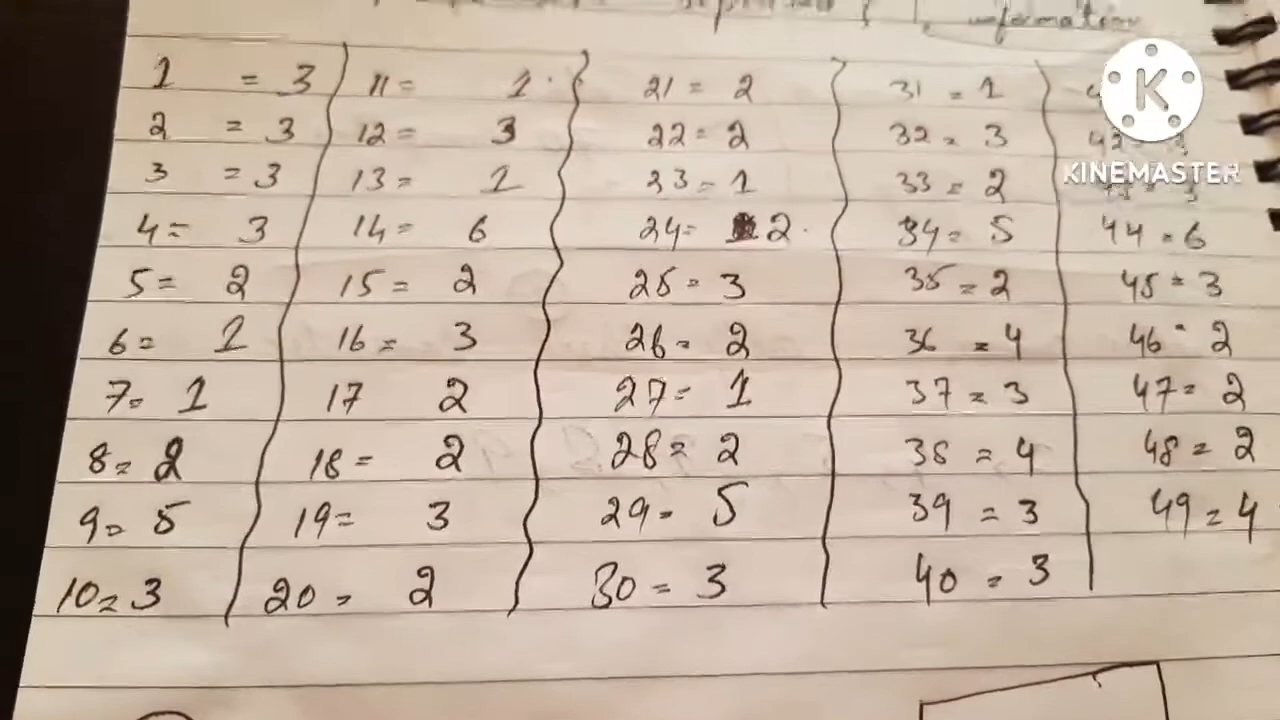 information
1 = 3
2 = 3
3 = 3
4 = 3
5 = 2
6 = 1
7 = 1
8 = 2
9 = 5
10 = 3
11 = 1
12 = 3
13 = 1
14 = 6
15 = 2
16 = 3
17 2
18 = 2
19 = 3
20 = 2
21 = 2
22 = 2
23 = 1
24 = 2
25 = 3
26 = 2
27 = 1
28 = 2
29 = 5
30 = 3
31 = 1
32 = 3
33 = 2
34 = 5
35 = 2
36 = 4
37 = 3
38 = 4
39 = 3
40 = 3
44 = 6
45 = 3
46 = 2
47 = 2
48 = 2
49 = 4
K
KINEMASTER